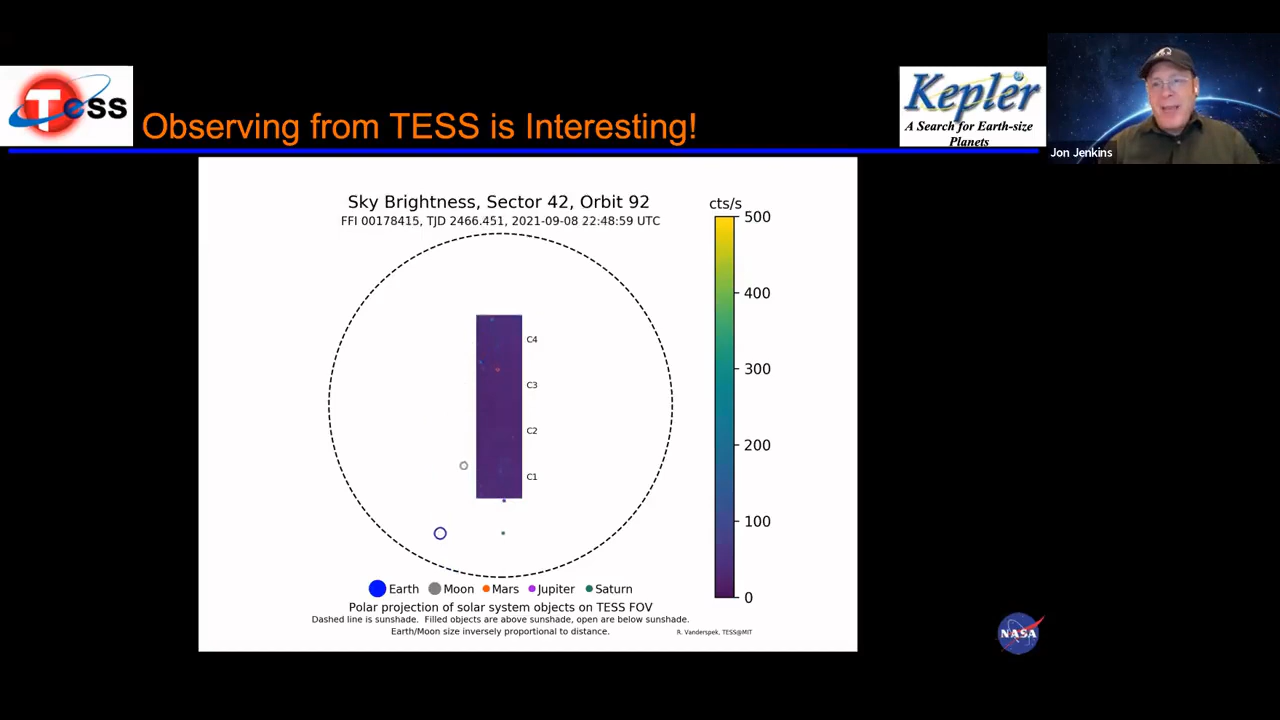 Tess
Observing from TESS is Interesting!
Kepler
A Search for Earth-size
Planets
Jon Jenkins
Sky Brightness, Sector 42, Orbit 92
FFI 00178415, TJD 2466.451, 2021-09-08 22:48:59 UTC
cts/s
500
400
300
200
100
0
C4
C3
C2
C1
Earth Moon Mars Jupiter Saturn
Polar projection of solar system objects on TESS FOV
Dashed line is sunshade. Filled objects are above sunshade, open are below sunshade.
Earth/Moon size inversely proportional to distance.
R. Vanderspek, TESS@MIT
NASA